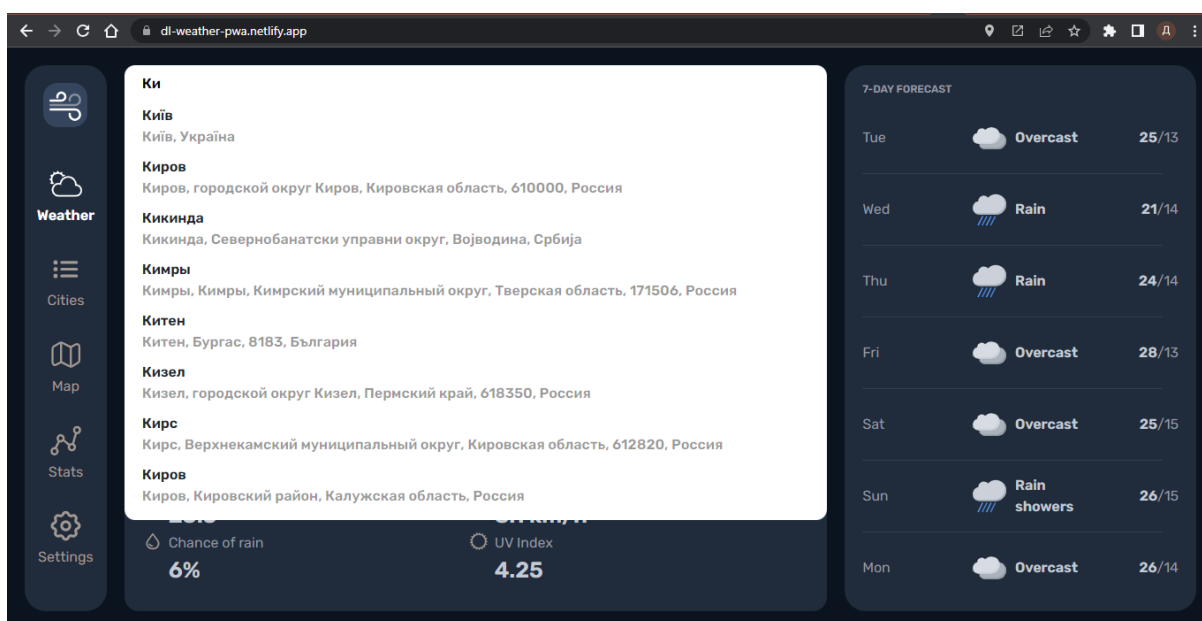 dl-weather-pwa.netlify.app
Д
Weather
Cities
Map
Stats
Settings
Ки
Київ
Київ, Україна
Киров
Киров, городской округ Киров, Кировская область, 610000, Россия
Кикинда
Кикинда, Севернобанатски управни округ, Војводина, Србија
Кимры
Кимры, Кимры, Кимрский муниципальный округ, Тверская область, 171506, Россия
Китен
Китен, Бургас, 8183, България
Кизел
Кизел, городской округ Кизел, Пермский край, 618350, Россия
Кирс
Кирс, Верхнекамский муниципальный округ, Кировская область, 612820, Россия
Киров
Киров, Кировский район, Калужская область, Россия
Chance of rain
6%
UV Index
4.25
7-DAY FORECAST
Tue Overcast 25/13
Wed Rain 21/14
Thu Rain 24/14
Fri Overcast 28/13
Sat Overcast 25/15
Sun Rain showers 26/15
Mon Overcast 26/14